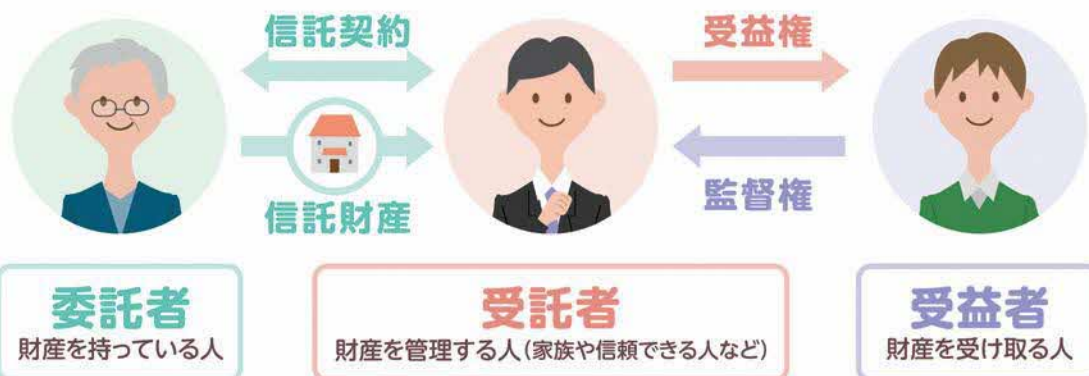 信託契約
受益権
信託財産
監督権
委託者
財産を持っている人
受託者
財産を管理する人(家族や信頼できる人など)
受益者
財産を受け取る人